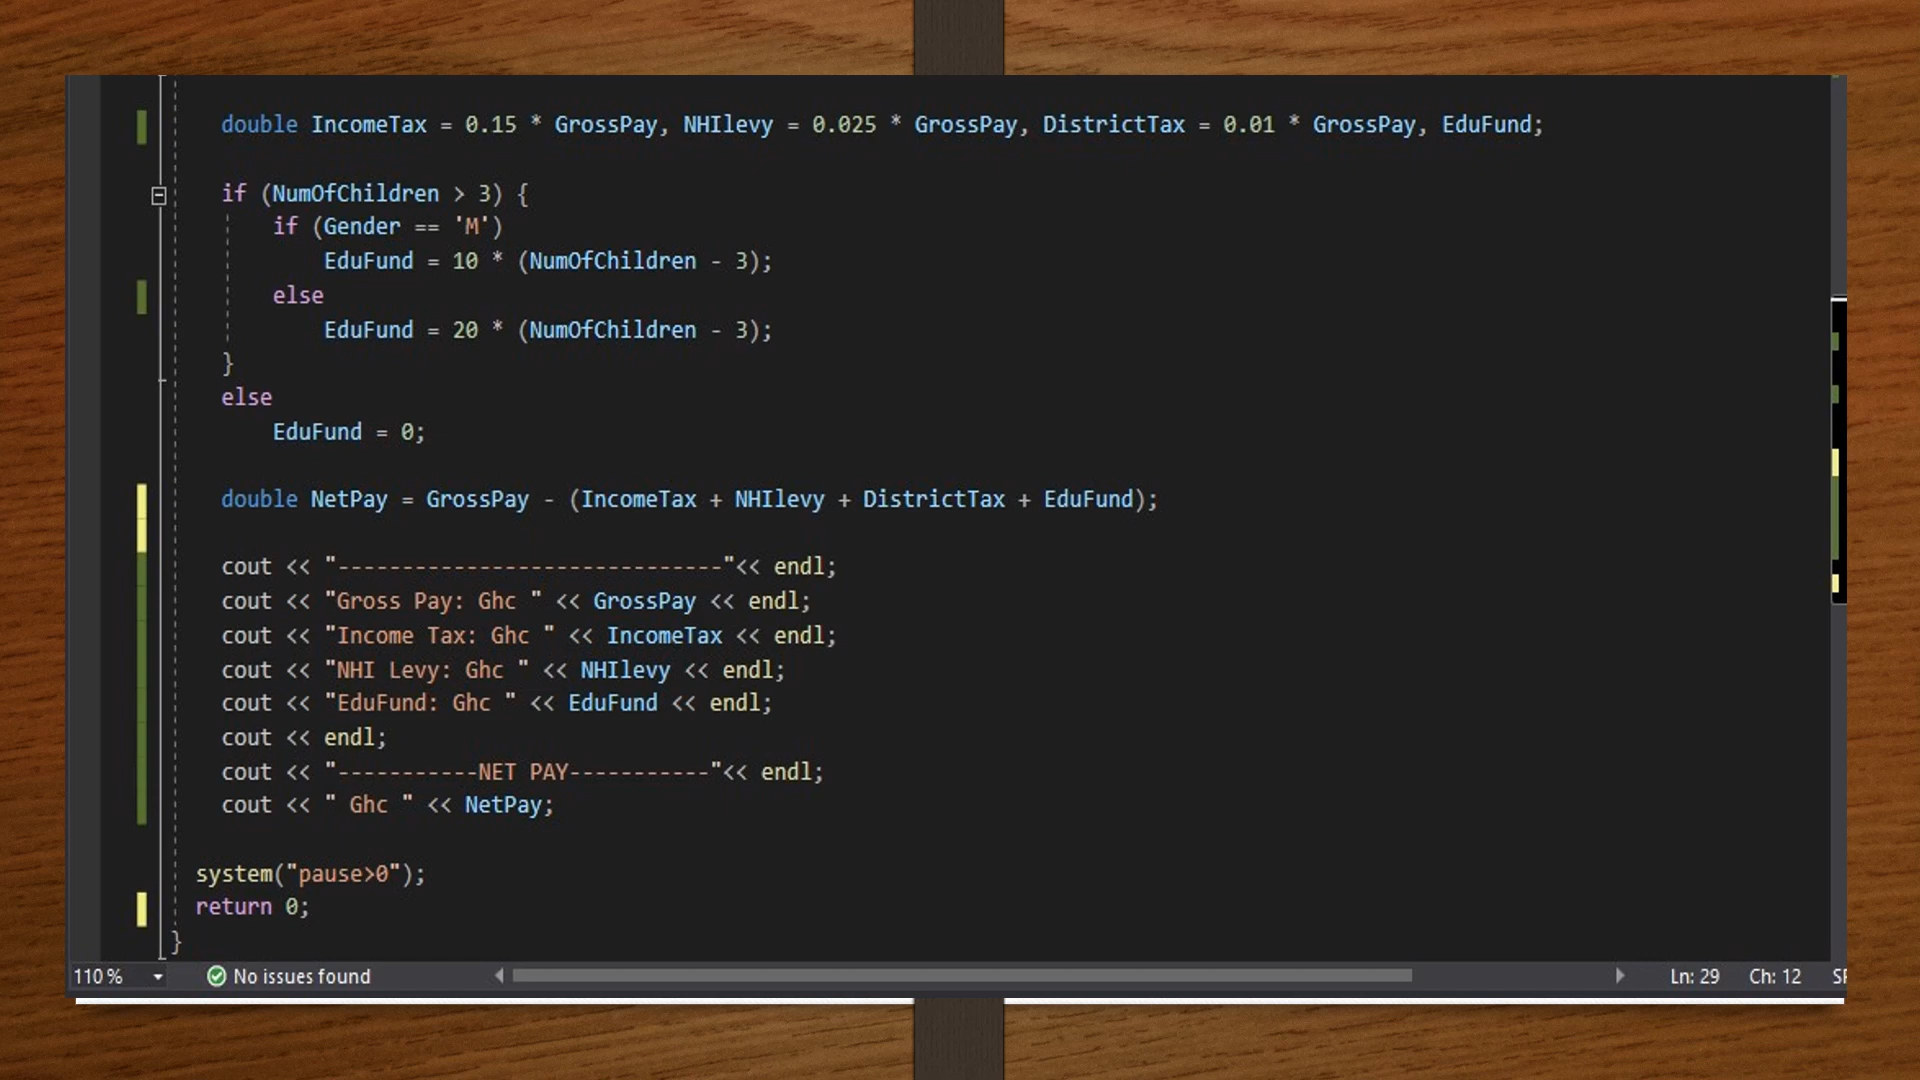 double IncomeTax = 0.15 * GrossPay, NHIlevy = 0.025 * GrossPay, DistrictTax = 0.01 * GrossPay, EduFund;
if (NumOfChildren > 3) {
if (Gender == 'M')
EduFund = 10 * (NumOfChildren - 3);
else
EduFund = 20 * (NumOfChildren - 3);
}
else
EduFund = 0;
double NetPay = GrossPay - (IncomeTax + NHIlevy + DistrictTax + EduFund);
cout << "------------------------------"<< endl;
cout << "Gross Pay: Ghc " << GrossPay << endl;
cout << "Income Tax: Ghc " << IncomeTax << endl;
cout << "NHI Levy: Ghc " << NHIlevy << endl;
cout << "EduFund: Ghc " << EduFund << endl;
cout << endl;
cout << "-----------NET PAY-----------"<< endl;
cout << " Ghc " << NetPay;
system("pause>0");
return 0;
}
110 % No issues found Ln: 29 Ch: 12